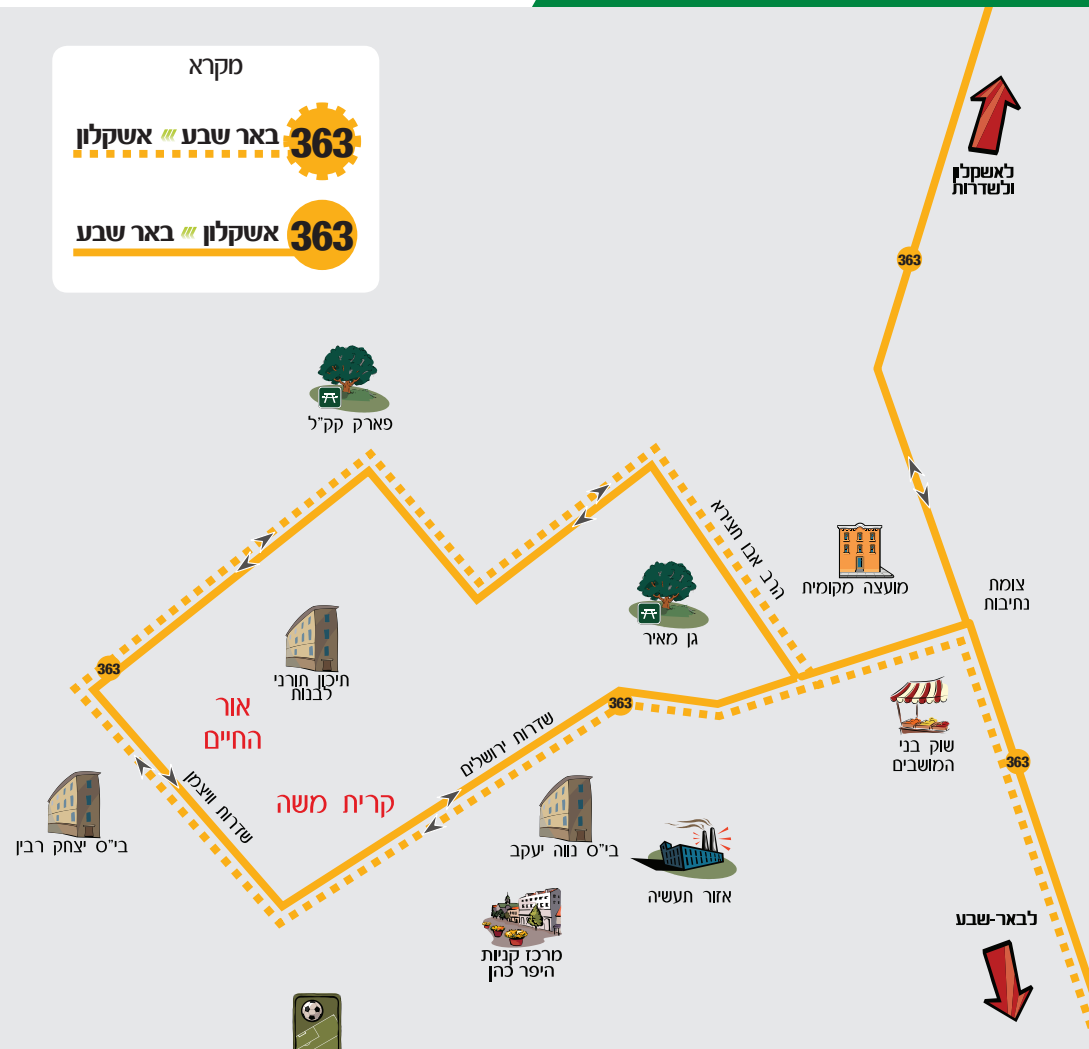 מקרא
363 באר שבע /// אשקלון
363 אשקלון /// באר שבע
לאשקלון
ולשדרות
363
פארק קק"ל
הרב אבו חצירא
מועצה מקומית
צומת
נתיבות
גן מאיר
תיכון תורני
לבנות
363
אור
החיים
363
שדרות ירושלים
שוק בני
המושבים
363
שדרות ויצמן
קרית משה
בי"ס יצחק רבין
בי"ס נווה יעקב
אזור תעשיה
מרכז קניות
היפר כהן
לבאר-שבע